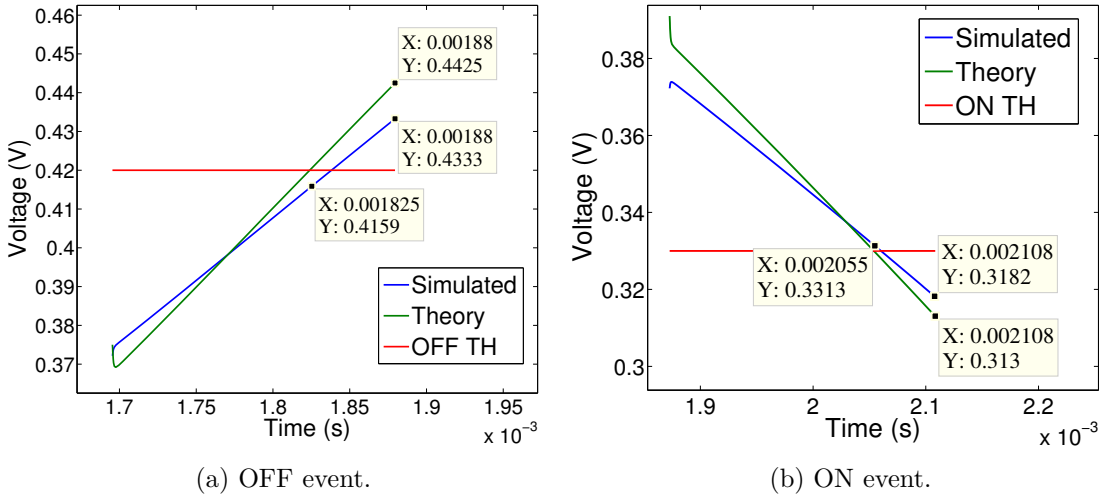 0.46
0.45
0.44
0.43
0.42
0.41
0.4
0.39
0.38
0.37
Voltage (V)
X: 0.00188
Y: 0.4425
X: 0.00188
Y: 0.4333
X: 0.001825
Y: 0.4159
Simulated
Theory
OFF TH
1.7
1.75
1.8
1.85
1.9
1.95
Time (s)
x 10⁻³
(a) OFF event.
0.38
0.36
0.34
0.32
0.3
Voltage (V)
Simulated
Theory
ON TH
X: 0.002055
Y: 0.3313
X: 0.002108
Y: 0.3182
X: 0.002108
Y: 0.313
1.9
2
2.1
2.2
Time (s)
x 10⁻³
(b) ON event.